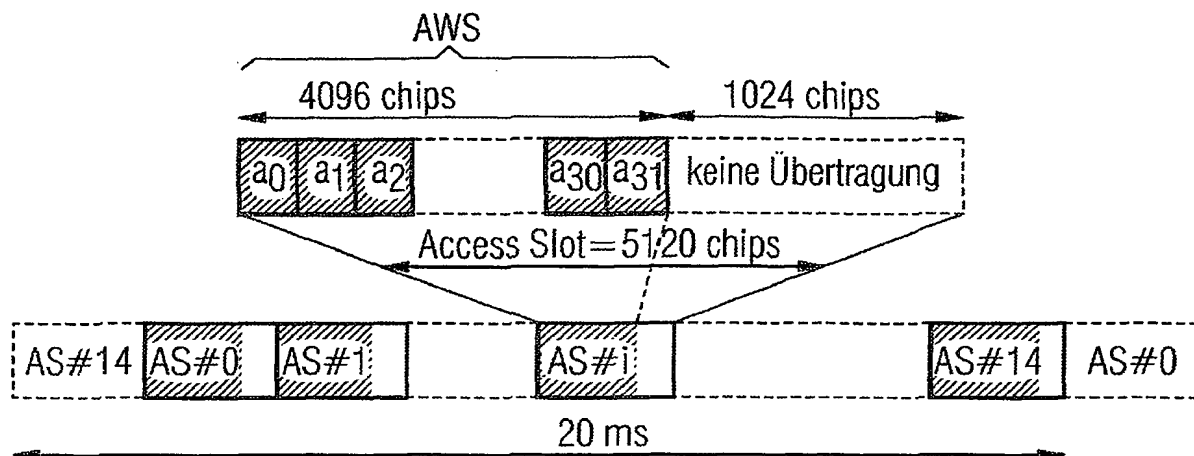 AWS
4096 chips 1024 chips
a0 a1 a2 a30 a31 keine Übertragung
Access Slot=5120 chips
AS#14 AS#0 AS#1 AS#i AS#14 AS#0
20 ms